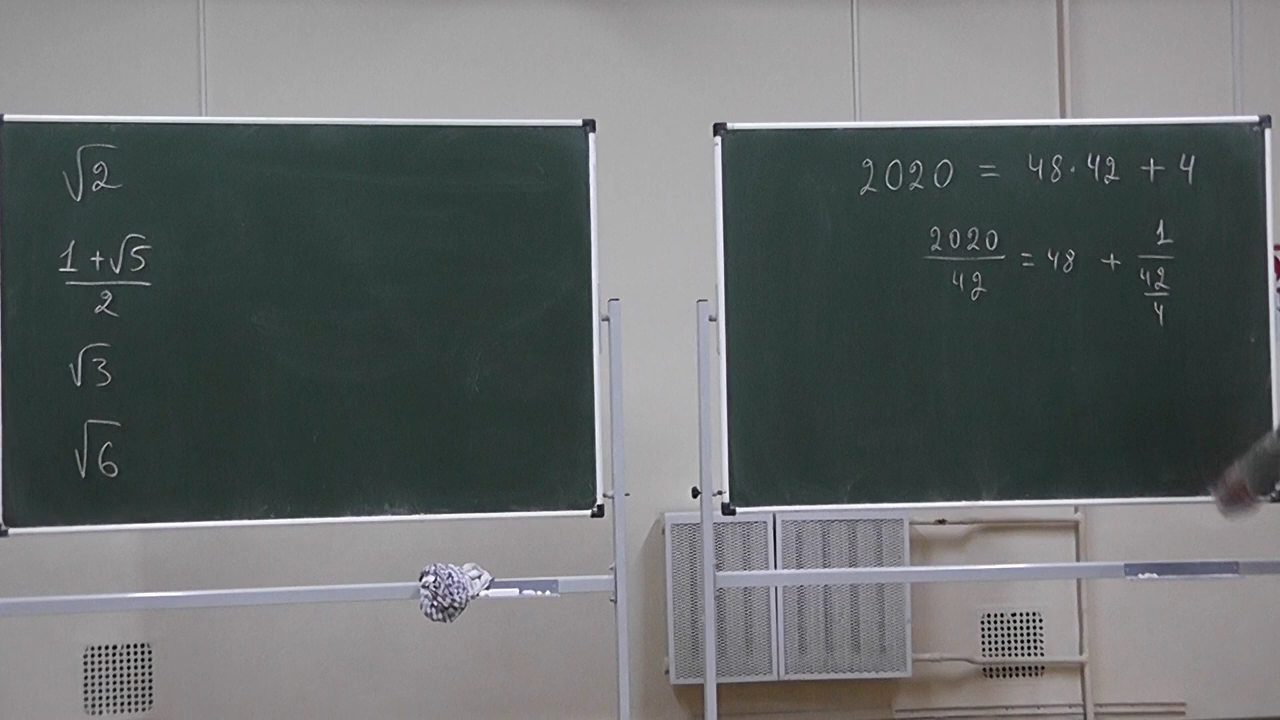 √2
(1+√5)/2
√3
√6
2020 = 48·42 + 4
2020/42 = 48 + 1/(42/4)